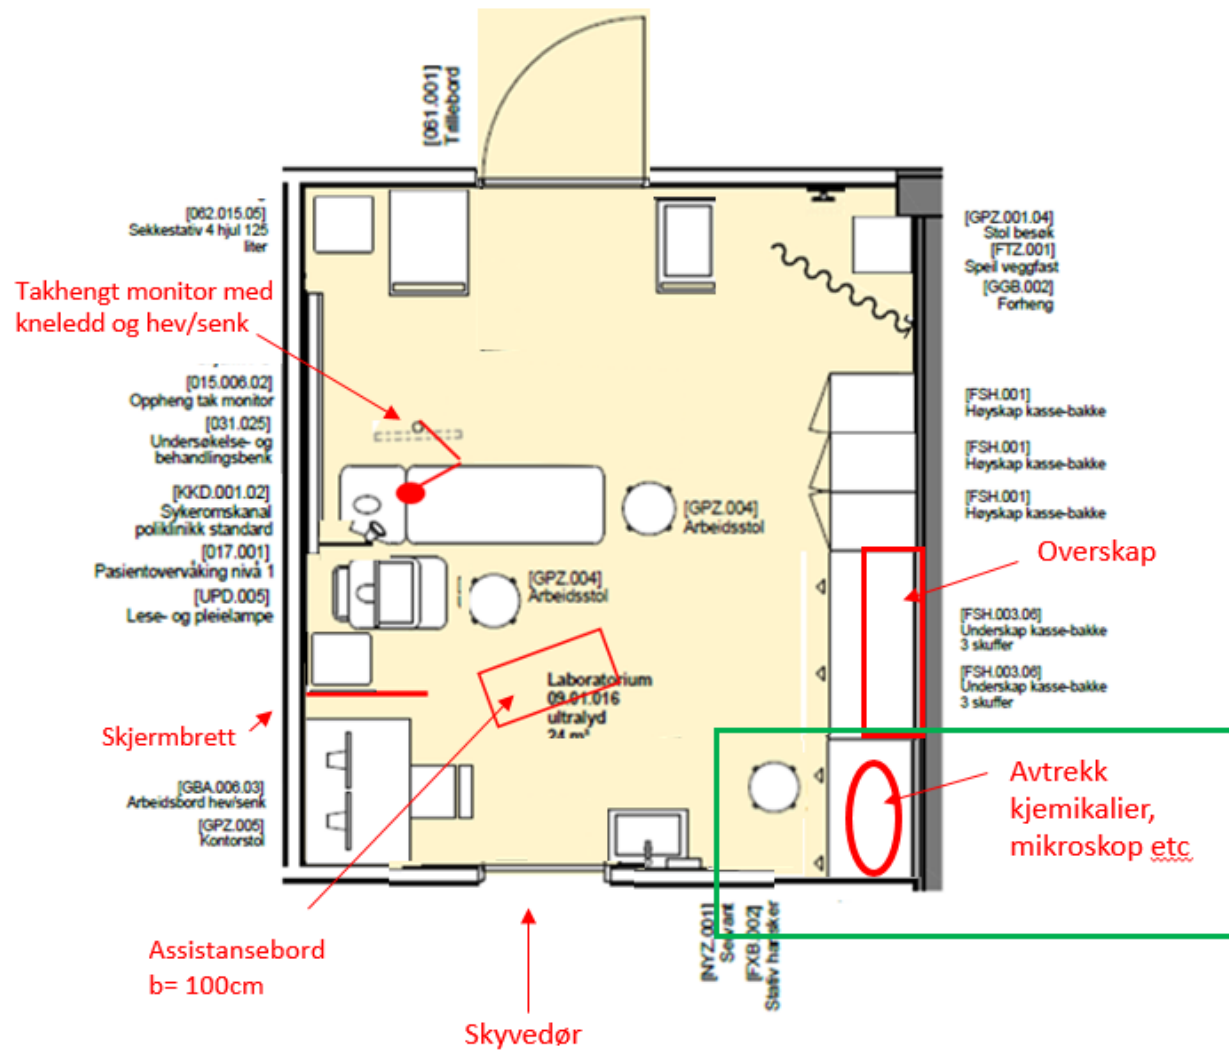 [061.001]
Trillebord
[062.015.05]
Sekkestativ 4 hjul 125
liter
Takhengt monitor med
kneledd og hev/senk
[015.006.02]
Oppheng tak monitor
[031.025]
Undersøkelse- og
behandlingsbenk
[KKD.001.02]
Sykeromskanal
poliklinikk standard
[017.001]
Pasientovervåking nivå 1
[UPD.005]
Lese- og pleielampe
Skjermbrett
[GBA.006.03]
Arbeidsbord hev/senk
[GPZ.005]
Kontorstol
Assistansebord
b= 100cm
[GPZ.004]
Arbeidsstol
[GPZ.004]
Arbeidsstol
Laboratorium
09.01.016
ultralyd
24 m²
[GPZ.001.04]
Stol besøk
[FTZ.001]
Speil veggfast
[GGB.002]
Forheng
[FSH.001]
Høyskap kasse-bakke
[FSH.001]
Høyskap kasse-bakke
[FSH.001]
Høyskap kasse-bakke
Overskap
[FSH.003.06]
Underskap kasse-bakke
3 skuffer
[FSH.003.06]
Underskap kasse-bakke
3 skuffer
Avtrekk
kjemikalier,
mikroskop etc
[NYZ.001]
Servant
[FXB.002]
Stativ hansker
Skyvedør